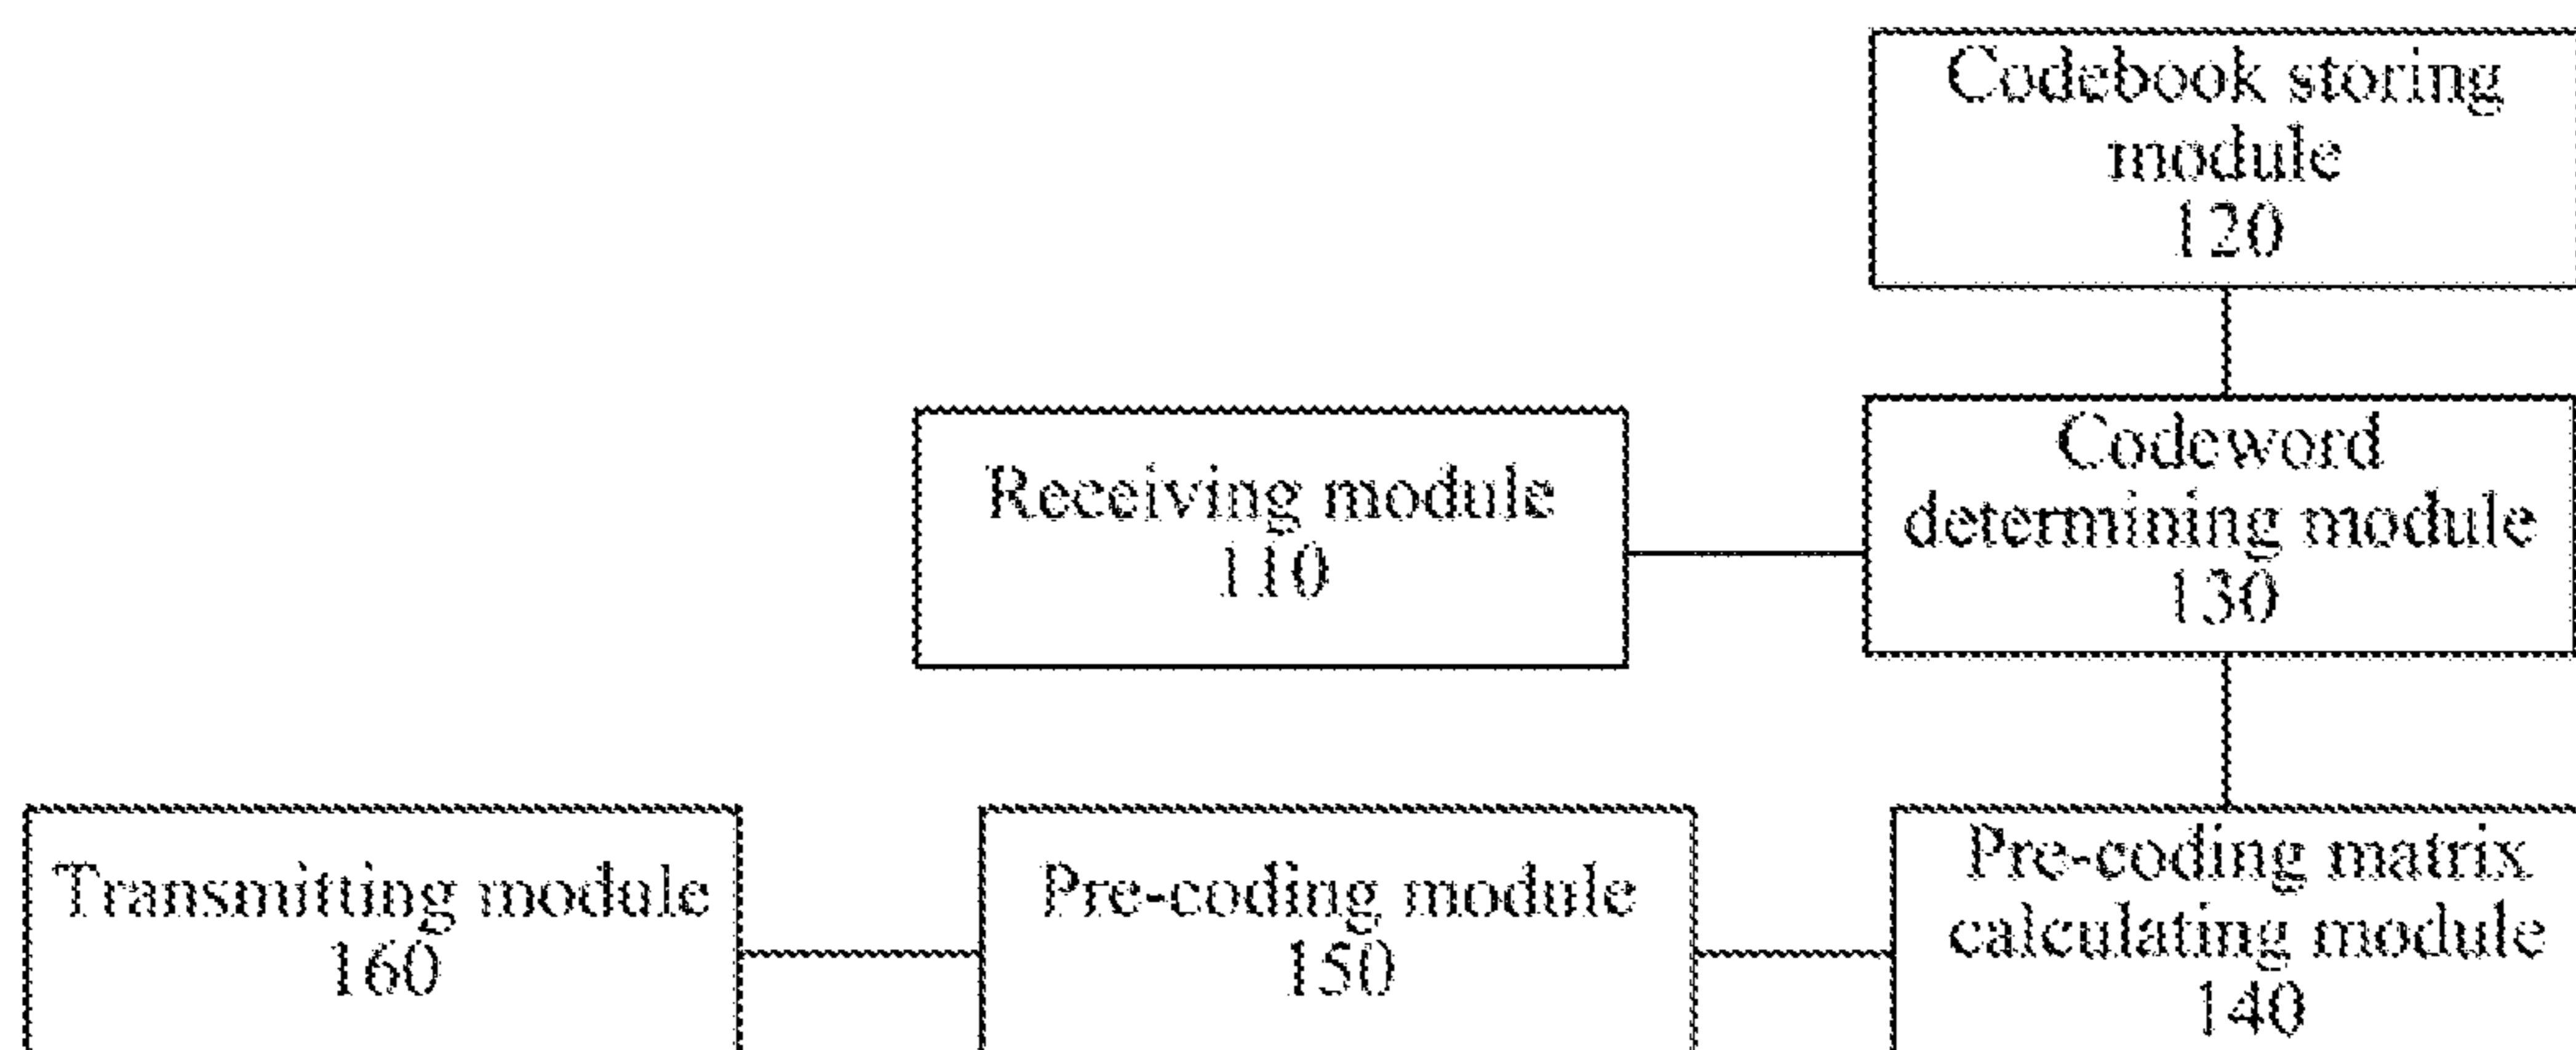 Codebook storing
module
120
Receiving module
110
Codeword
determining module
130
Transmitting module
160
Pre-coding module
150
Pre-coding matrix
calculating module
140